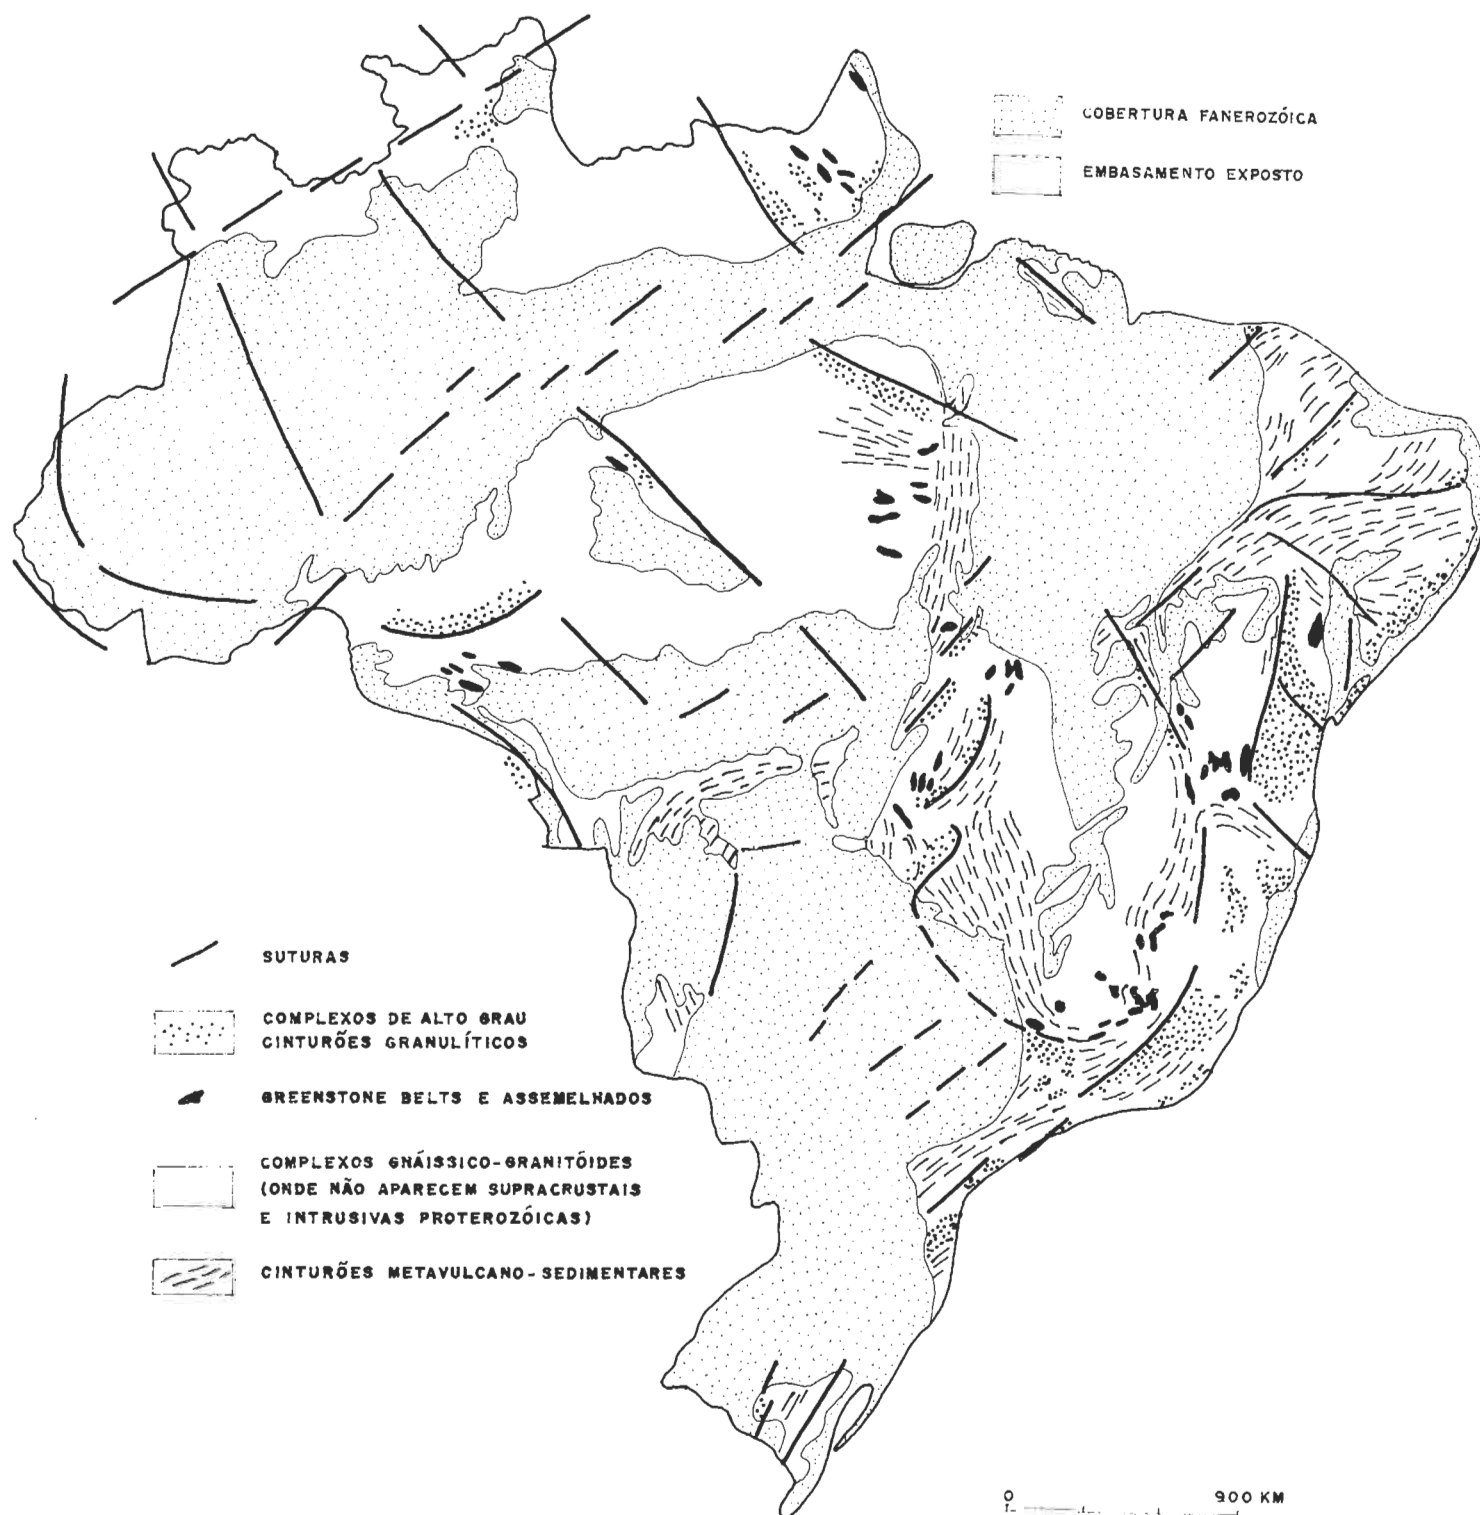 COBERTURA FANEROZÓICA
EMBASAMENTO EXPOSTO
SUTURAS
COMPLEXOS DE ALTO GRAU
CINTURÕES GRANULÍTICOS
GREENSTONE BELTS E ASSEMELHADOS
COMPLEXOS GNÁISSICO-GRANITÓIDES
(ONDE NÃO APARECEM SUPRACRUSTAIS
E INTRUSIVAS PROTEROZÓICAS)
CINTURÕES METAVULCANO-SEDIMENTARES
0 900 KM